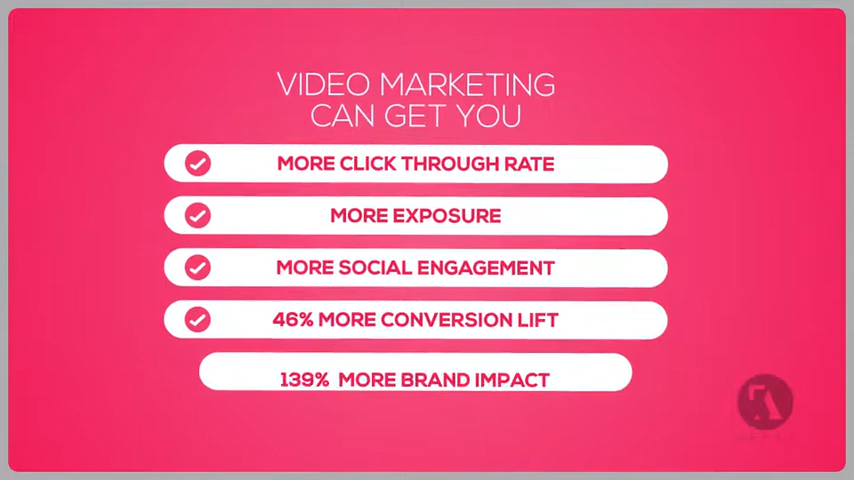 VIDEO MARKETING
CAN GET YOU
MORE CLICK THROUGH RATE
MORE EXPOSURE
MORE SOCIAL ENGAGEMENT
46% MORE CONVERSION LIFT
139% MORE BRAND IMPACT